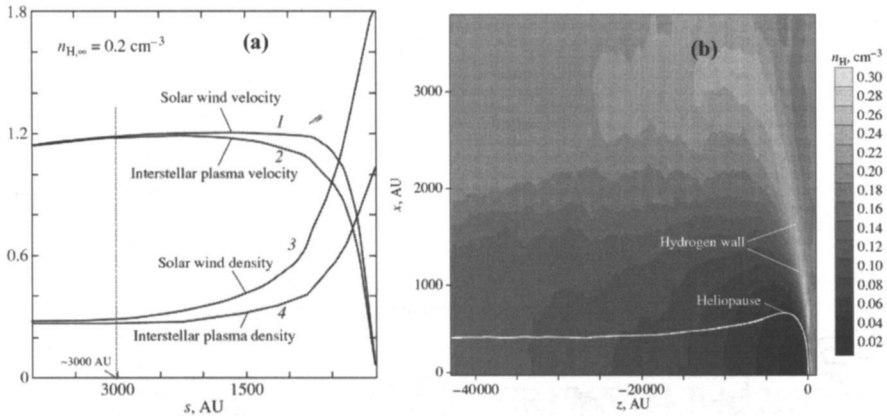 (a)
n_H,∞ = 0.2 cm⁻³
1.8
1.2
0.6
0
Solar wind velocity
1
2
Interstellar plasma velocity
3
Solar wind density
4
Interstellar plasma density
~3000 AU
3000
1500
s, AU
(b)
n_H, cm⁻³
0.30
0.28
0.26
0.24
0.22
0.20
0.18
0.16
0.14
0.12
0.10
0.08
0.06
0.04
0.02
x, AU
3000
2000
1000
0
Hydrogen wall
Heliopause
-40000
-20000
0
z, AU